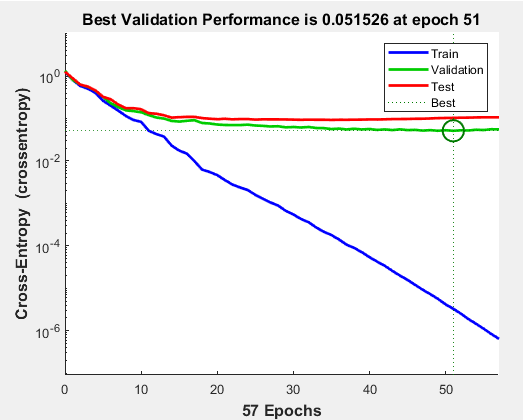 Best Validation Performance is 0.051526 at epoch 51
Train
Validation
Test
Best
10^0
10^-2
10^-4
10^-6
Cross-Entropy (crossentropy)
0 10 20 30 40 50
57 Epochs